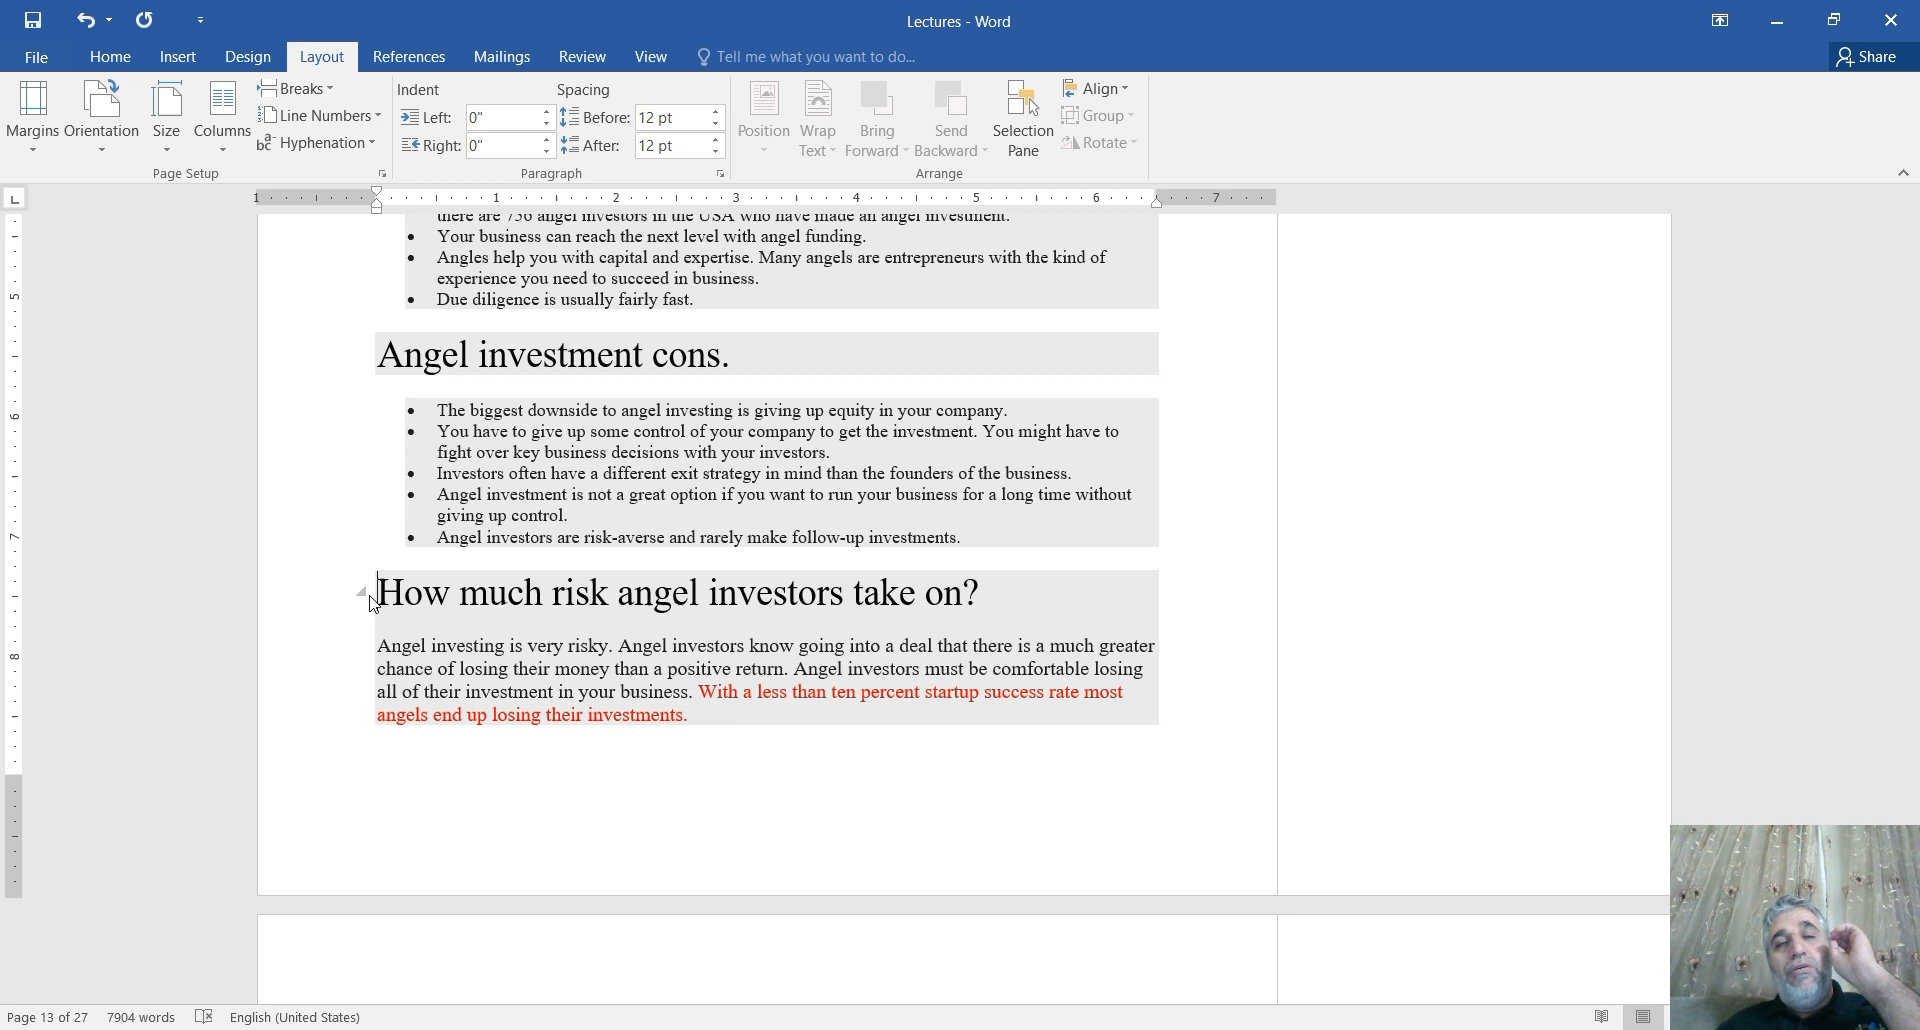 Lectures - Word
File Home Insert Design Layout References Mailings Review View Tell me what you want to do... Share
Margins
Orientation
Size
Columns
Breaks
Line Numbers
Hyphenation
Page Setup
Indent
Left: 0"
Right: 0"
Spacing
Before: 12 pt
After: 12 pt
Paragraph
Position
Wrap Text
Bring Forward
Send Backward
Selection Pane
Align
Group
Rotate
Arrange
1 1 2 3 4 5 6 7
5
6
7
8
there are 756 angel investors in the USA who have made an angel investment.
• Your business can reach the next level with angel funding.
• Angles help you with capital and expertise. Many angels are entrepreneurs with the kind of
experience you need to succeed in business.
• Due diligence is usually fairly fast.
Angel investment cons.
• The biggest downside to angel investing is giving up equity in your company.
• You have to give up some control of your company to get the investment. You might have to
fight over key business decisions with your investors.
• Investors often have a different exit strategy in mind than the founders of the business.
• Angel investment is not a great option if you want to run your business for a long time without
giving up control.
• Angel investors are risk-averse and rarely make follow-up investments.
How much risk angel investors take on?
Angel investing is very risky. Angel investors know going into a deal that there is a much greater
chance of losing their money than a positive return. Angel investors must be comfortable losing
all of their investment in your business. With a less than ten percent startup success rate most
angels end up losing their investments.
Page 13 of 27 7904 words English (United States)